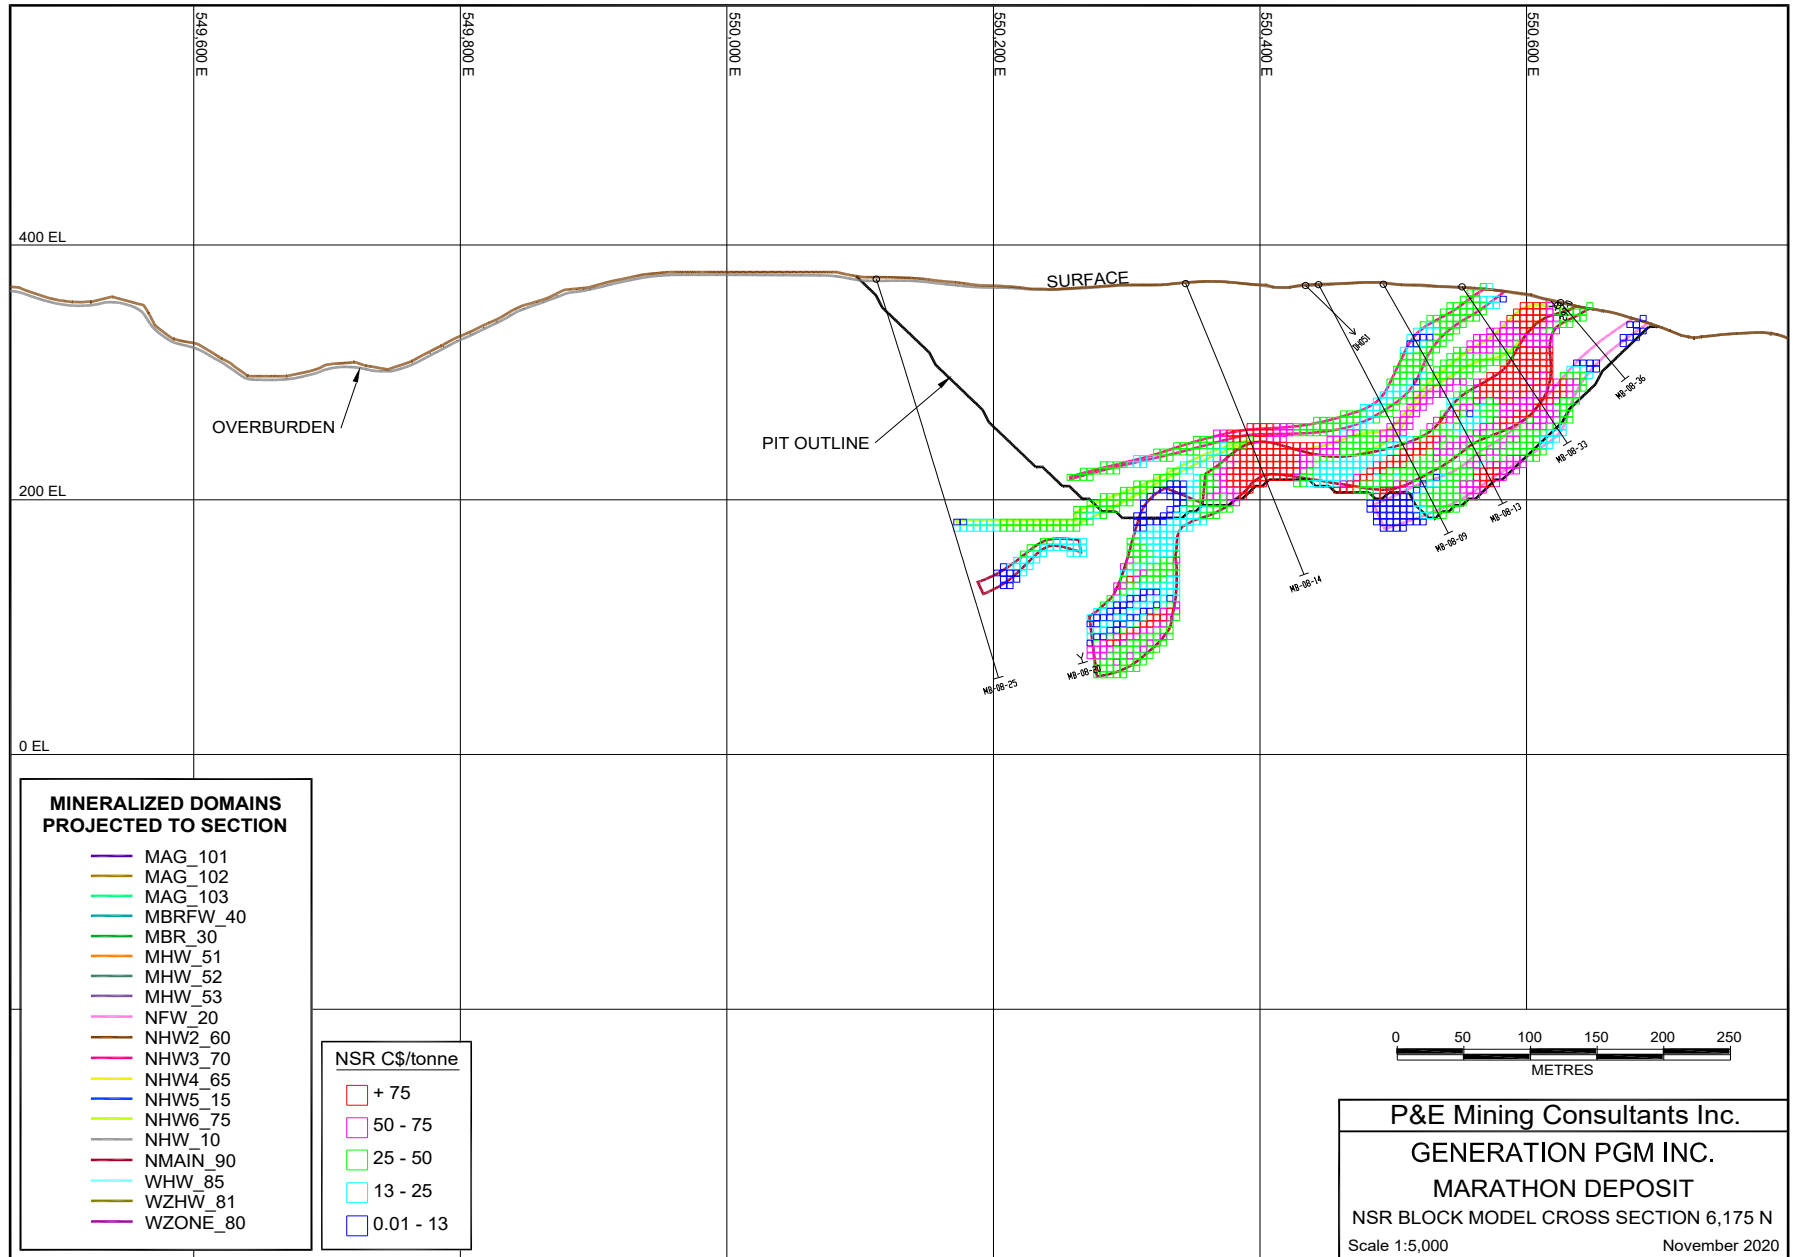 549,600 E
549,800 E
550,000 E
550,200 E
550,400 E
550,600 E
400 EL
SURFACE
OVERBURDEN
PIT OUTLINE
DH051
MB-08-36
MB-08-33
200 EL
MB-08-13
MB-08-09
MB-08-14
MB-08-20
MB-08-25
0 EL
MINERALIZED DOMAINS
PROJECTED TO SECTION
MAG_101
MAG_102
MAG_103
MBRFW_40
MBR_30
MHW_51
MHW_52
MHW_53
NFW_20
NHW2_60
NHW3_70
NHW4_65
NHW5_15
NHW6_75
NHW_10
NMAIN_90
WHW_85
WZHW_81
WZONE_80
NSR C$/tonne
+ 75
50 - 75
25 - 50
13 - 25
0.01 - 13
0 50 100 150 200 250
METRES
P&E Mining Consultants Inc.
GENERATION PGM INC.
MARATHON DEPOSIT
NSR BLOCK MODEL CROSS SECTION 6,175 N
Scale 1:5,000 November 2020